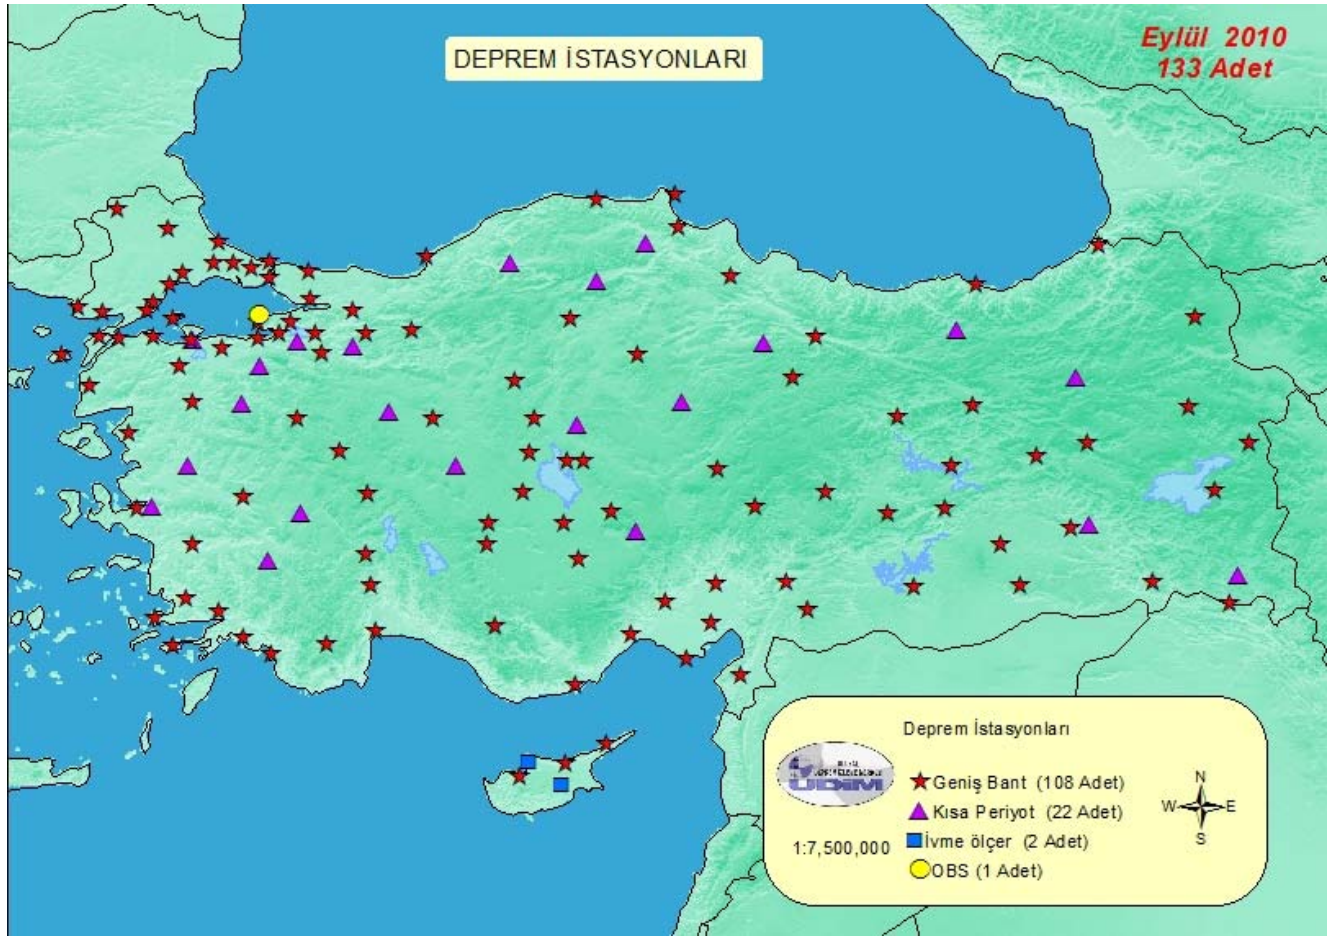 DEPREM İSTASYONLARI
Eylül 2010
133 Adet
Deprem İstasyonları
UDİM
Geniş Bant (108 Adet)
Kısa Periyot (22 Adet)
İvme ölçer (2 Adet)
OBS (1 Adet)
1:7,500,000
N
W E
S